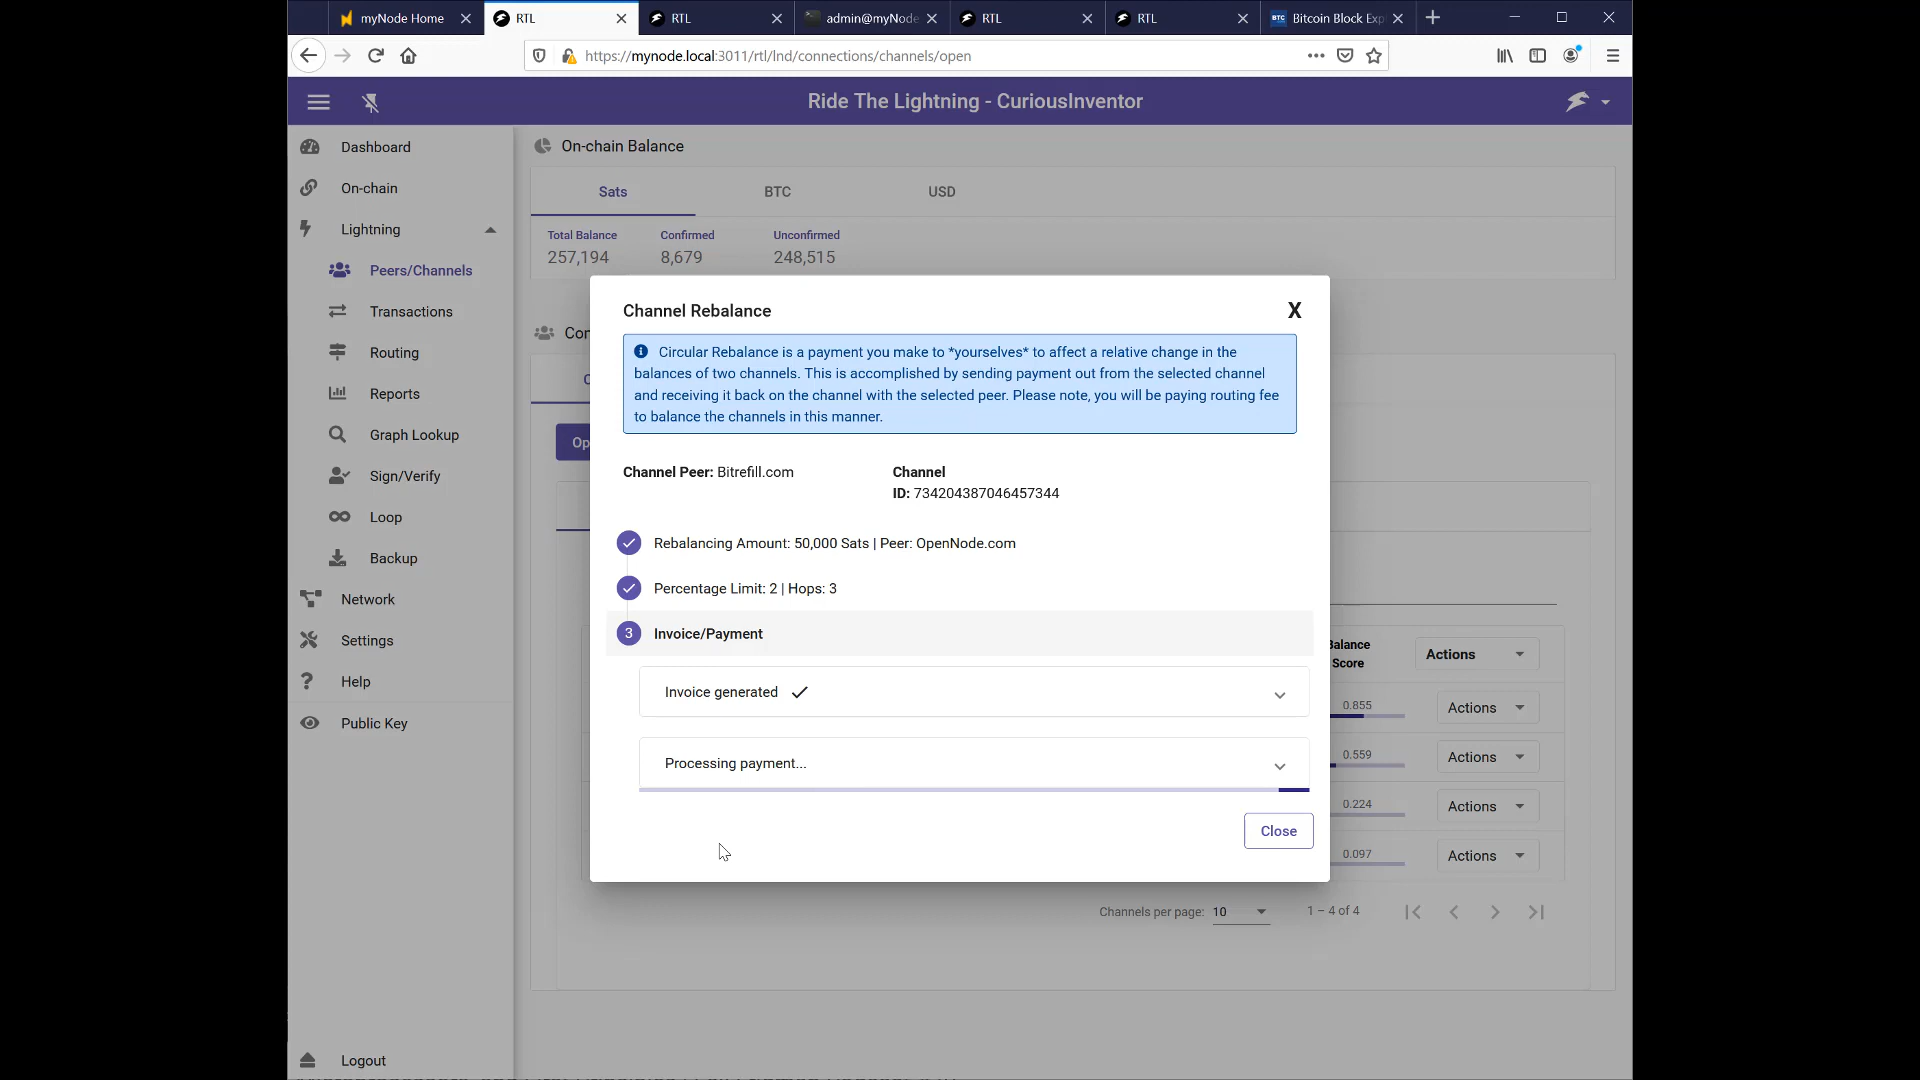 myNode Home
RTL
RTL
admin@myNode
RTL
RTL
BTC Bitcoin Block Exp
https://mynode.local:3011/rtl/lnd/connections/channels/open
Ride The Lightning - CuriousInventor
Dashboard
On-chain
Lightning
Peers/Channels
Transactions
Routing
Reports
Graph Lookup
Sign/Verify
Loop
Backup
Network
Settings
Help
Public Key
Logout
On-chain Balance
Sats BTC USD
Total Balance Confirmed Unconfirmed
257,194 8,679 248,515
Con
Op
Channel Rebalance
X
Circular Rebalance is a payment you make to *yourselves* to affect a relative change in the
balances of two channels. This is accomplished by sending payment out from the selected channel
and receiving it back on the channel with the selected peer. Please note, you will be paying routing fee
to balance the channels in this manner.
Channel Peer: Bitrefill.com
Channel
ID: 734204387046457344
Rebalancing Amount: 50,000 Sats | Peer: OpenNode.com
Percentage Limit: 2 | Hops: 3
3 Invoice/Payment
Invoice generated
Processing payment...
Close
Balance
Score
Actions
0.855 Actions
0.559 Actions
0.224 Actions
0.097 Actions
Channels per page: 10 1 – 4 of 4